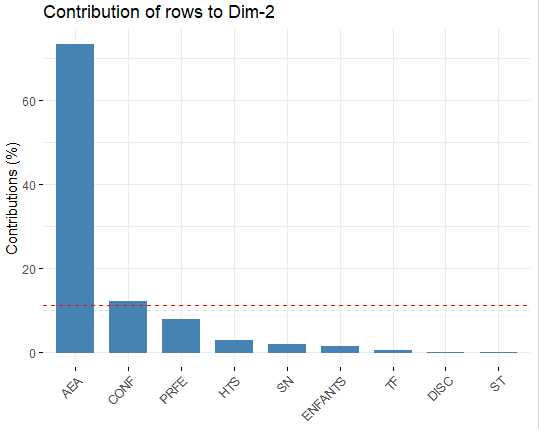 Contribution of rows to Dim-2
Contributions (%)
60
40
20
0
AEA
CONF
PRFE
HTS
SN
ENFANTS
TF
DISC
ST